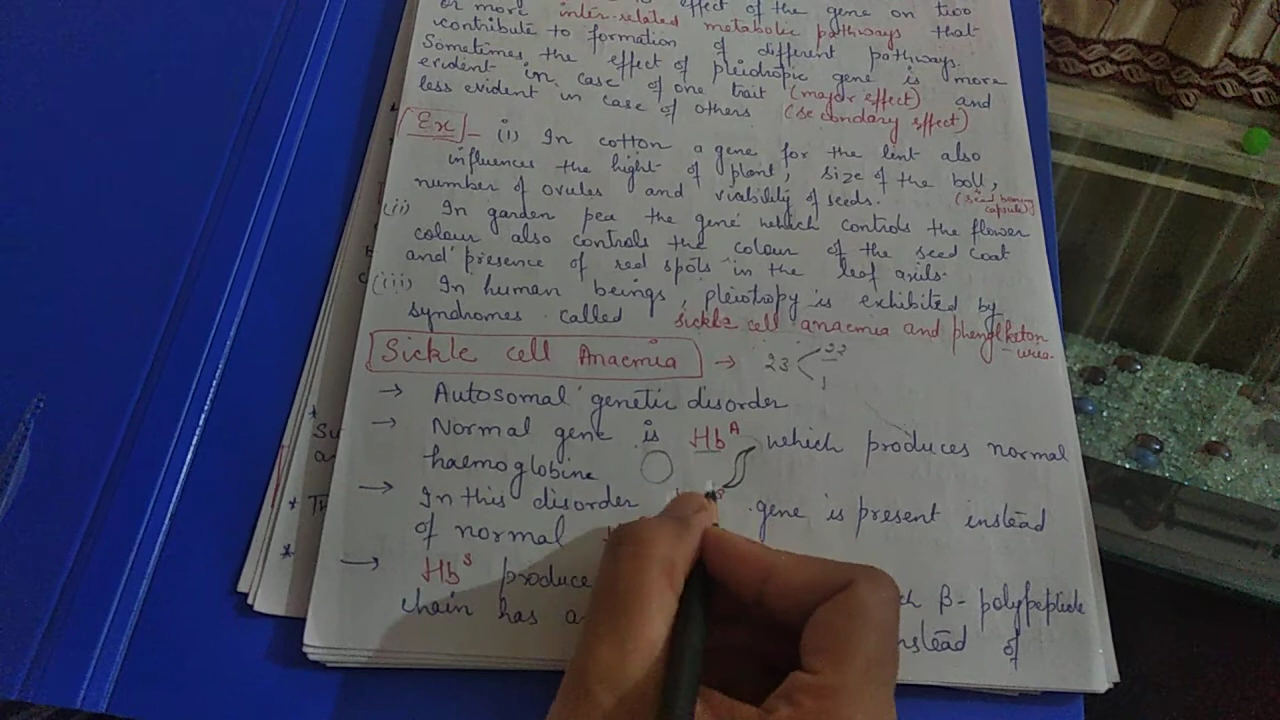 effect of the gene on two
or more inter-related metabolic pathways that
contribute to formation of different pathways.
Sometimes the effect of pleiotropic gene is more
evident in case of one trait (major effect) and
less evident in case of others (secondary effect)
Ex - (i) In cotton a gene for the lint also
influences the hight of plant, size of the boll,
number of ovules and viability of seeds. (seed bearing
capsule)
(ii) In garden pea the gene which controls the flower
colour also controls the colour of the seed coat
and presence of red spots in the leaf axils.
(iii) In human beings, pleiotropy is exhibited by
syndromes called sickle cell anaemia and phenylketon
-uria.
Sickle cell Anaemia → 23 < 22
1
→ Autosomal genetic disorder
→ Normal gene is Hb^A which produces normal
haemoglobine
→ In this disorder gene is present instead
of normal
→ Hb^S produce β- polypeptide
chain has a instead of
* Su
* T
*